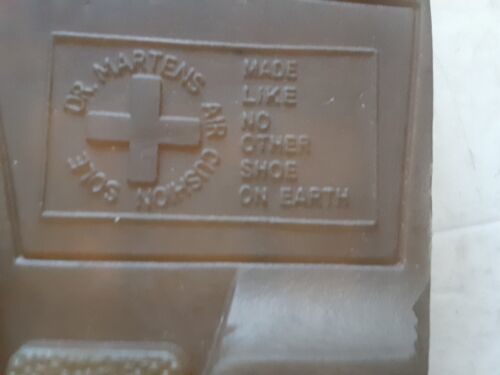 DR. MARTENS AIR CUSHION SOLE
MADE
LIKE
NO
OTHER
SHOE
ON EARTH